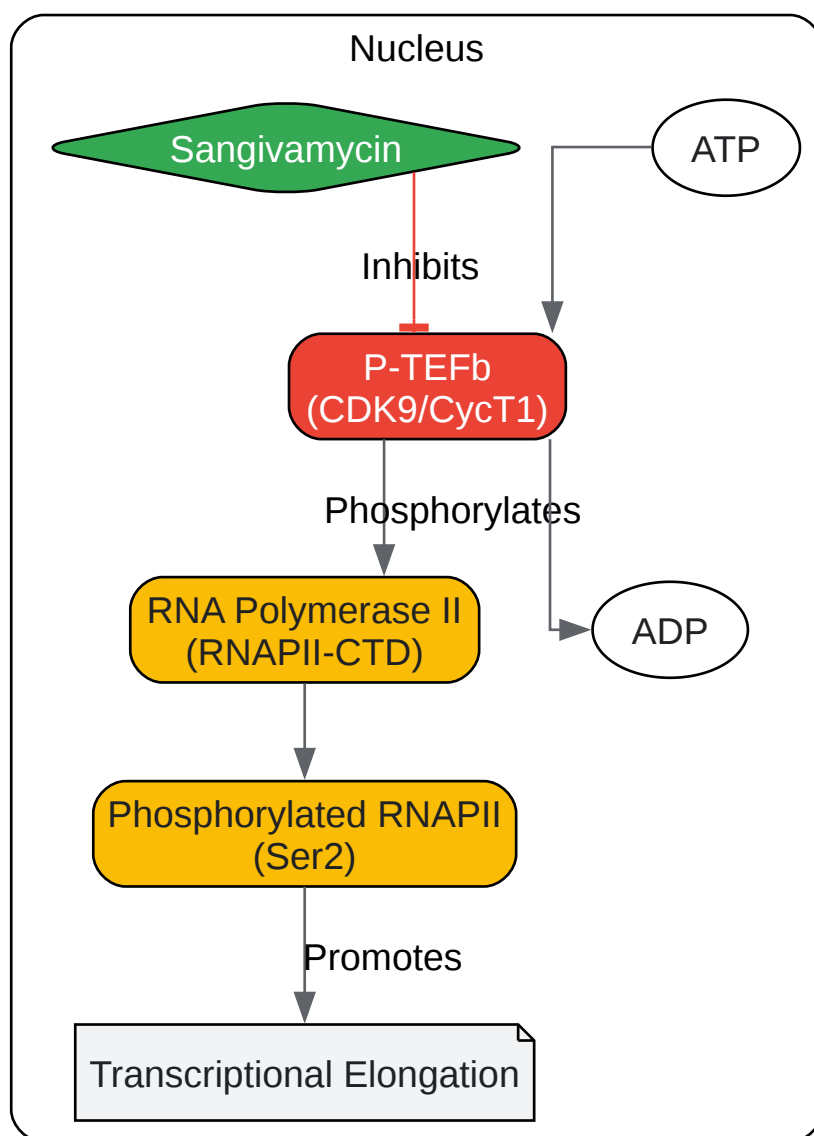 Nucleus
Sangivamycin
ATP
Inhibits
P-TEFb
(CDK9/CycT1)
Phosphorylates
RNA Polymerase II
(RNAPII-CTD)
ADP
Phosphorylated RNAPII
(Ser2)
Promotes
Transcriptional Elongation